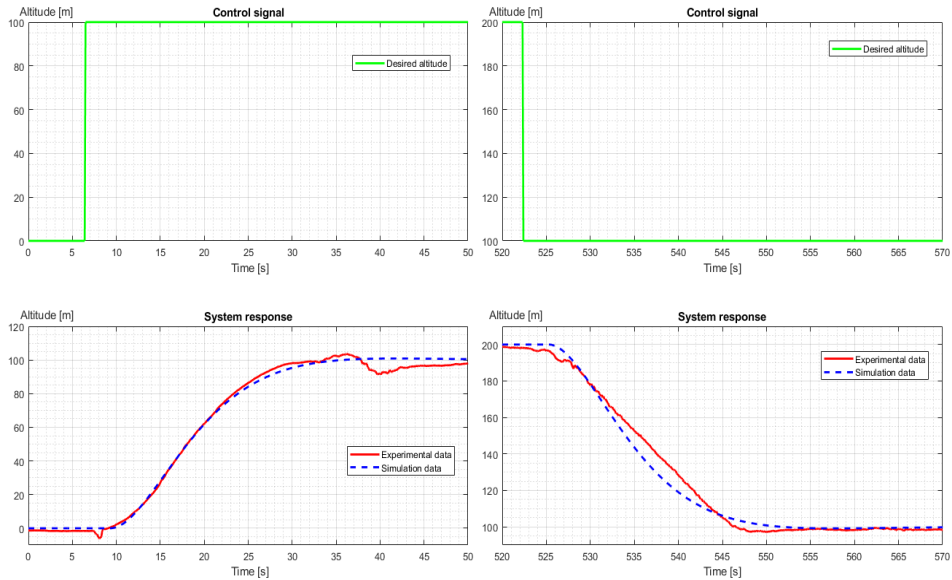 Altitude [m] Control signal
100
80
60
40
20
0
0 5 10 15 20 25 30 35 40 45 50
Time [s]
Desired altitude
Altitude [m] Control signal
200
180
160
140
120
100
520 525 530 535 540 545 550 555 560 565 570
Time [s]
Desired altitude
Altitude [m] System response
120
100
80
60
40
20
0
0 5 10 15 20 25 30 35 40 45 50
Time [s]
Experimental data
Simulation data
Altitude [m] System response
200
180
160
140
120
100
520 525 530 535 540 545 550 555 560 565 570
Time [s]
Experimental data
Simulation data